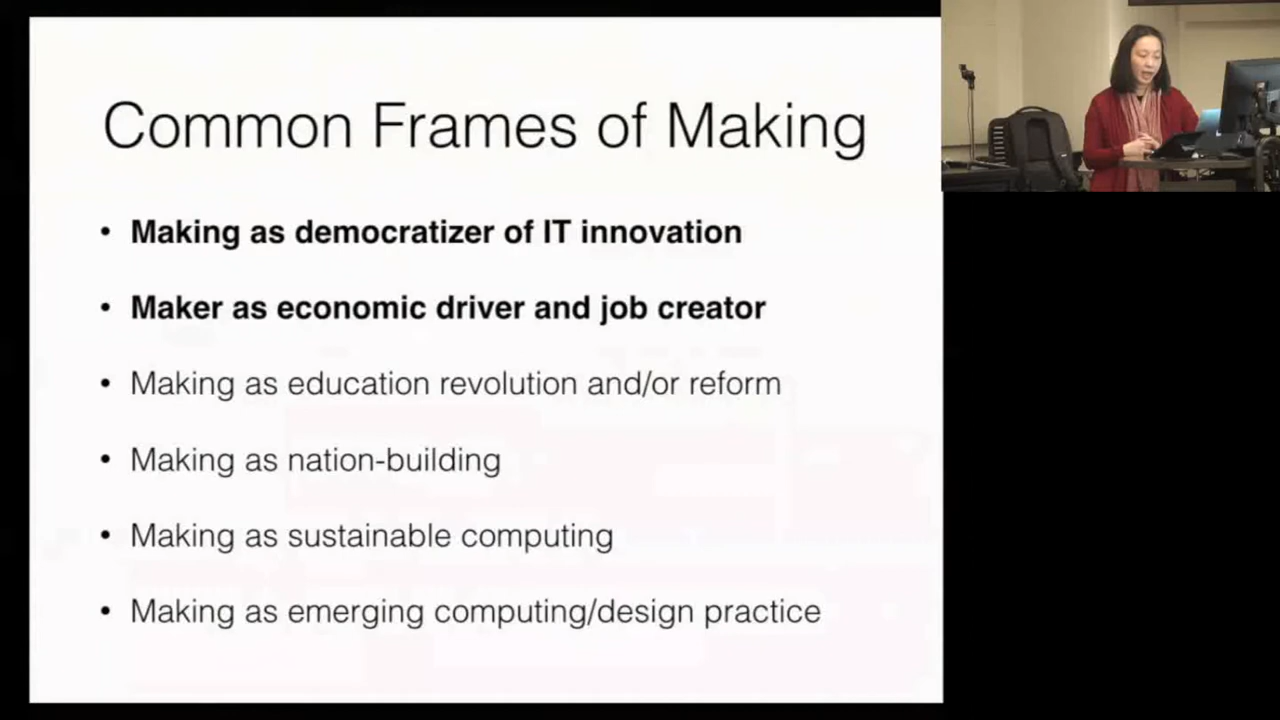 Common Frames of Making
• Making as democratizer of IT innovation
• Maker as economic driver and job creator
• Making as education revolution and/or reform
• Making as nation-building
• Making as sustainable computing
• Making as emerging computing/design practice